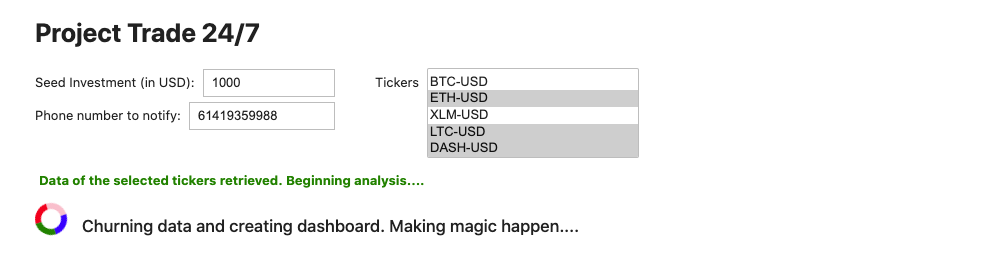 Project Trade 24/7
Seed Investment (in USD): 1000
Phone number to notify: 61419359988
Tickers
BTC-USD
ETH-USD
XLM-USD
LTC-USD
DASH-USD
Data of the selected tickers retrieved. Beginning analysis....
Churning data and creating dashboard. Making magic happen....